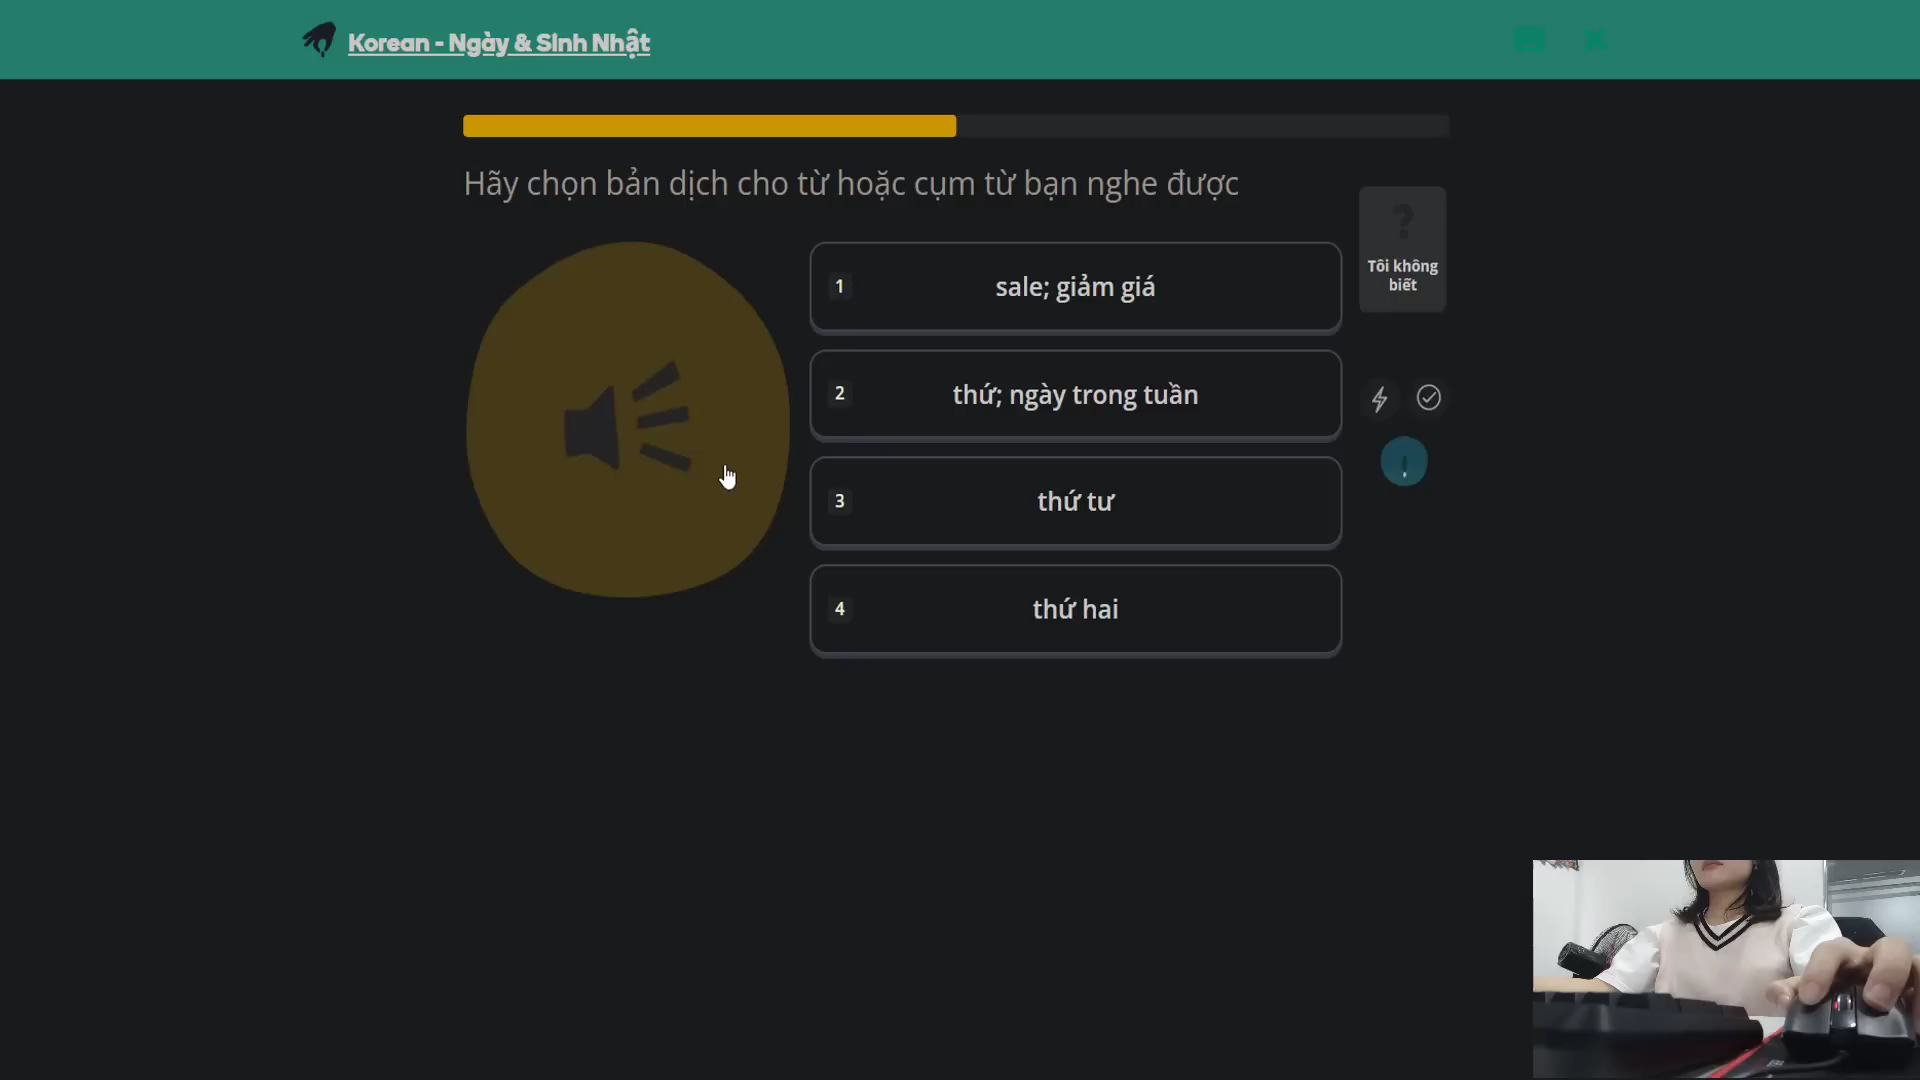 Korean - Ngày & Sinh Nhật
Hãy chọn bản dịch cho từ hoặc cụm từ bạn nghe được
?
Tôi không
biết
1 sale; giảm giá
2 thứ; ngày trong tuần
3 thứ tư
4 thứ hai